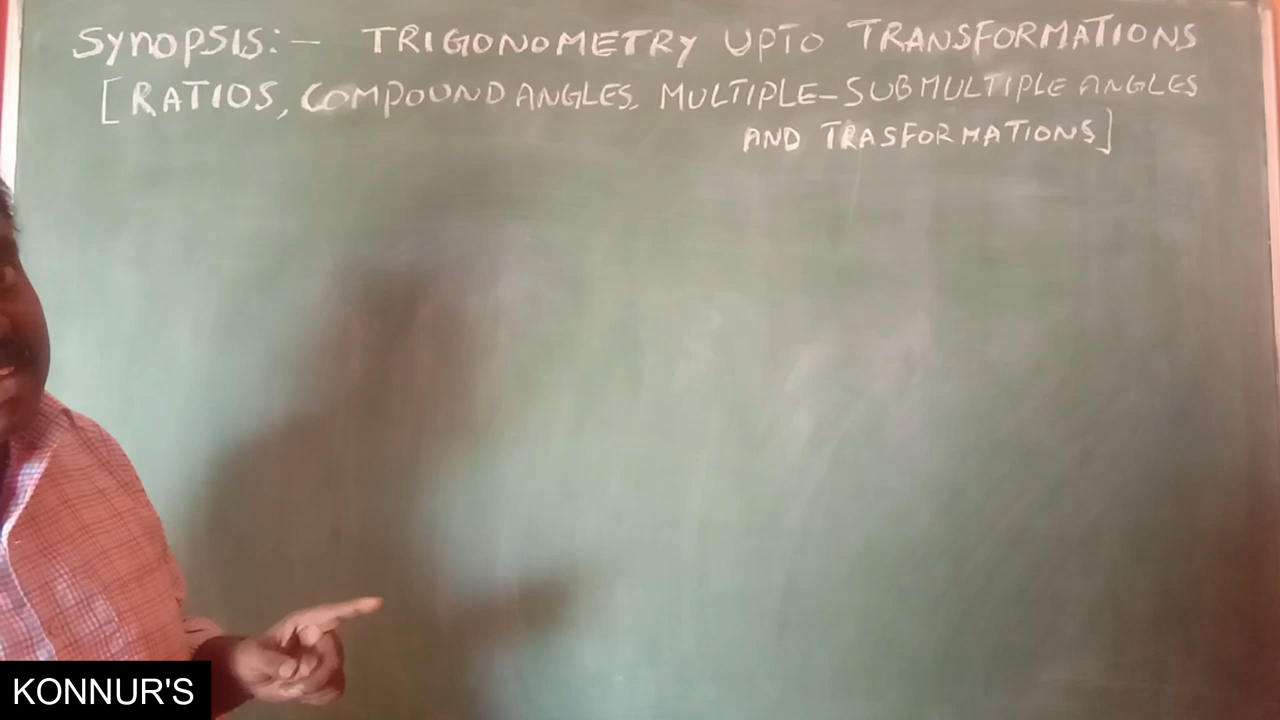 SYNOPSIS:- TRIGONOMETRY UPTO TRANSFORMATIONS
[RATIOS, COMPOUND ANGLES, MULTIPLE-SUBMULTIPLE ANGLES
AND TRASFORMATIONS]
KONNUR'S